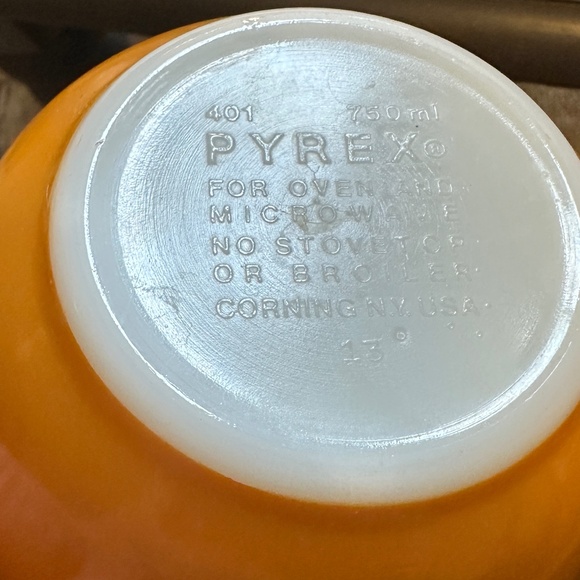 401 750 ml
PYREX®
FOR OVEN AND
MICROWAVE
NO STOVETOP
OR BROILER
CORNING N.Y. USA
13